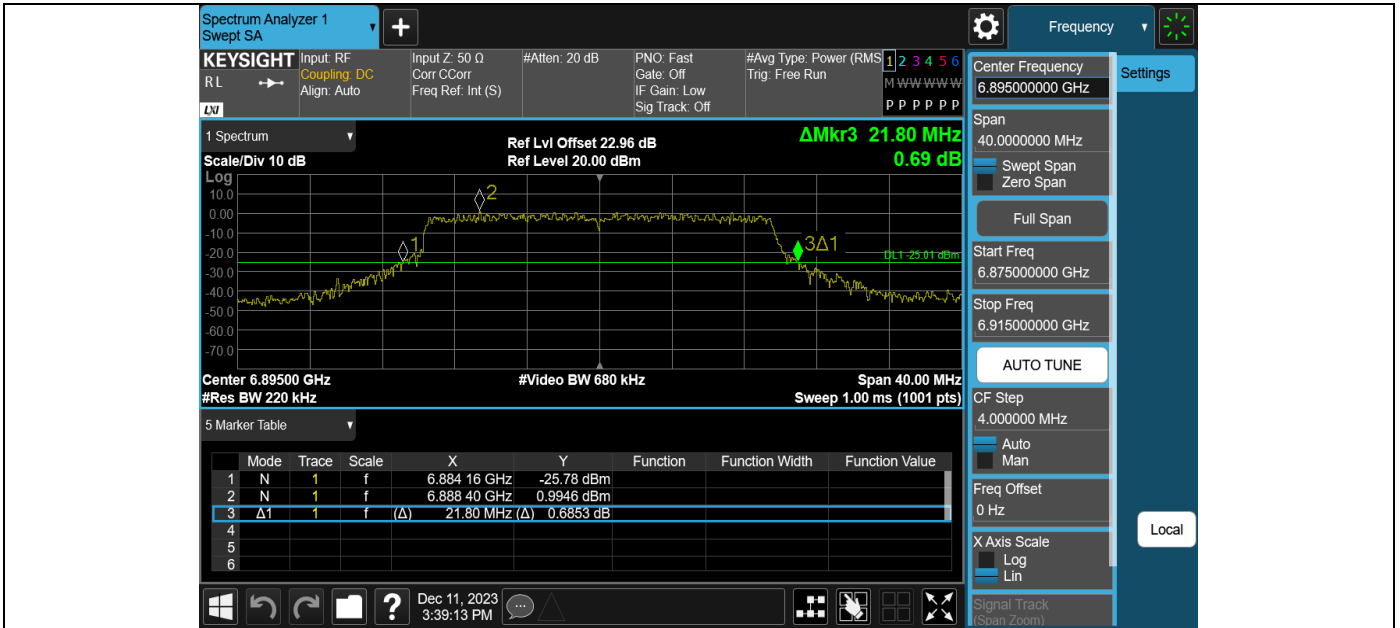 Spectrum Analyzer 1
Swept SA
+
Frequency
KEYSIGHT
RL
LXI
Input: RF
Coupling: DC
Align: Auto
Input Z: 50 Ω
Corr CCorr
Freq Ref: Int (S)
#Atten: 20 dB
PNO: Fast
Gate: Off
IF Gain: Low
Sig Track: Off
#Avg Type: Power (RMS
Trig: Free Run
1 2 3 4 5 6
M W W W W W
P P P P P P
1 Spectrum
Scale/Div 10 dB
Ref Lvl Offset 22.96 dB
Ref Level 20.00 dBm
ΔMkr3 21.80 MHz
0.69 dB
Log
10.0
0.00
-10.0
-20.0
-30.0
-40.0
-50.0
-60.0
-70.0
1
2
3Δ1
DL1 -25.01 dBm
Center 6.89500 GHz
#Video BW 680 kHz
Span 40.00 MHz
#Res BW 220 kHz
Sweep 1.00 ms (1001 pts)
5 Marker Table
Mode Trace Scale X Y Function Function Width Function Value
1 N 1 f 6.884 16 GHz -25.78 dBm
2 N 1 f 6.888 40 GHz 0.9946 dBm
3 Δ1 1 f (Δ) 21.80 MHz (Δ) 0.6853 dB
4
5
6
Dec 11, 2023
3:39:13 PM
?
Center Frequency
6.895000000 GHz
Settings
Span
40.0000000 MHz
Swept Span
Zero Span
Full Span
Start Freq
6.875000000 GHz
Stop Freq
6.915000000 GHz
AUTO TUNE
CF Step
4.000000 MHz
Auto
Man
Freq Offset
0 Hz
X Axis Scale
Log
Lin
Signal Track
(Span Zoom)
Local